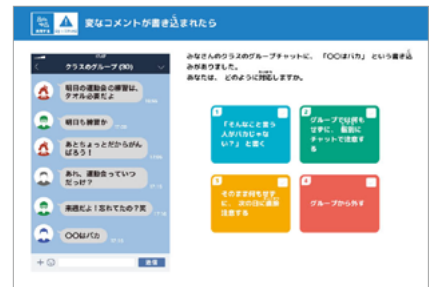 変なコメントが書き込まれたら
クラスのグループ (30)
明日の運動会の練習は、
タオル必要だよ
明日も練習か
あとちょっとだからがん
ばろう！
あれ、運動会っていつ
だっけ？
来週だよ！忘れてたの？笑
〇〇はバカ
送信
みなさんのクラスのグループチャットに、「〇〇はバカ」という書き込
みがありました。
あなたは、どのように対応しますか。
1
「そんなこと言う
人がバカじゃな
い？」と書く
2
グループでは何も
せずに、個別に
チャットで注意す
る
3
そのまま何もせず
に、次の日に直接
注意する
4
グループから外す